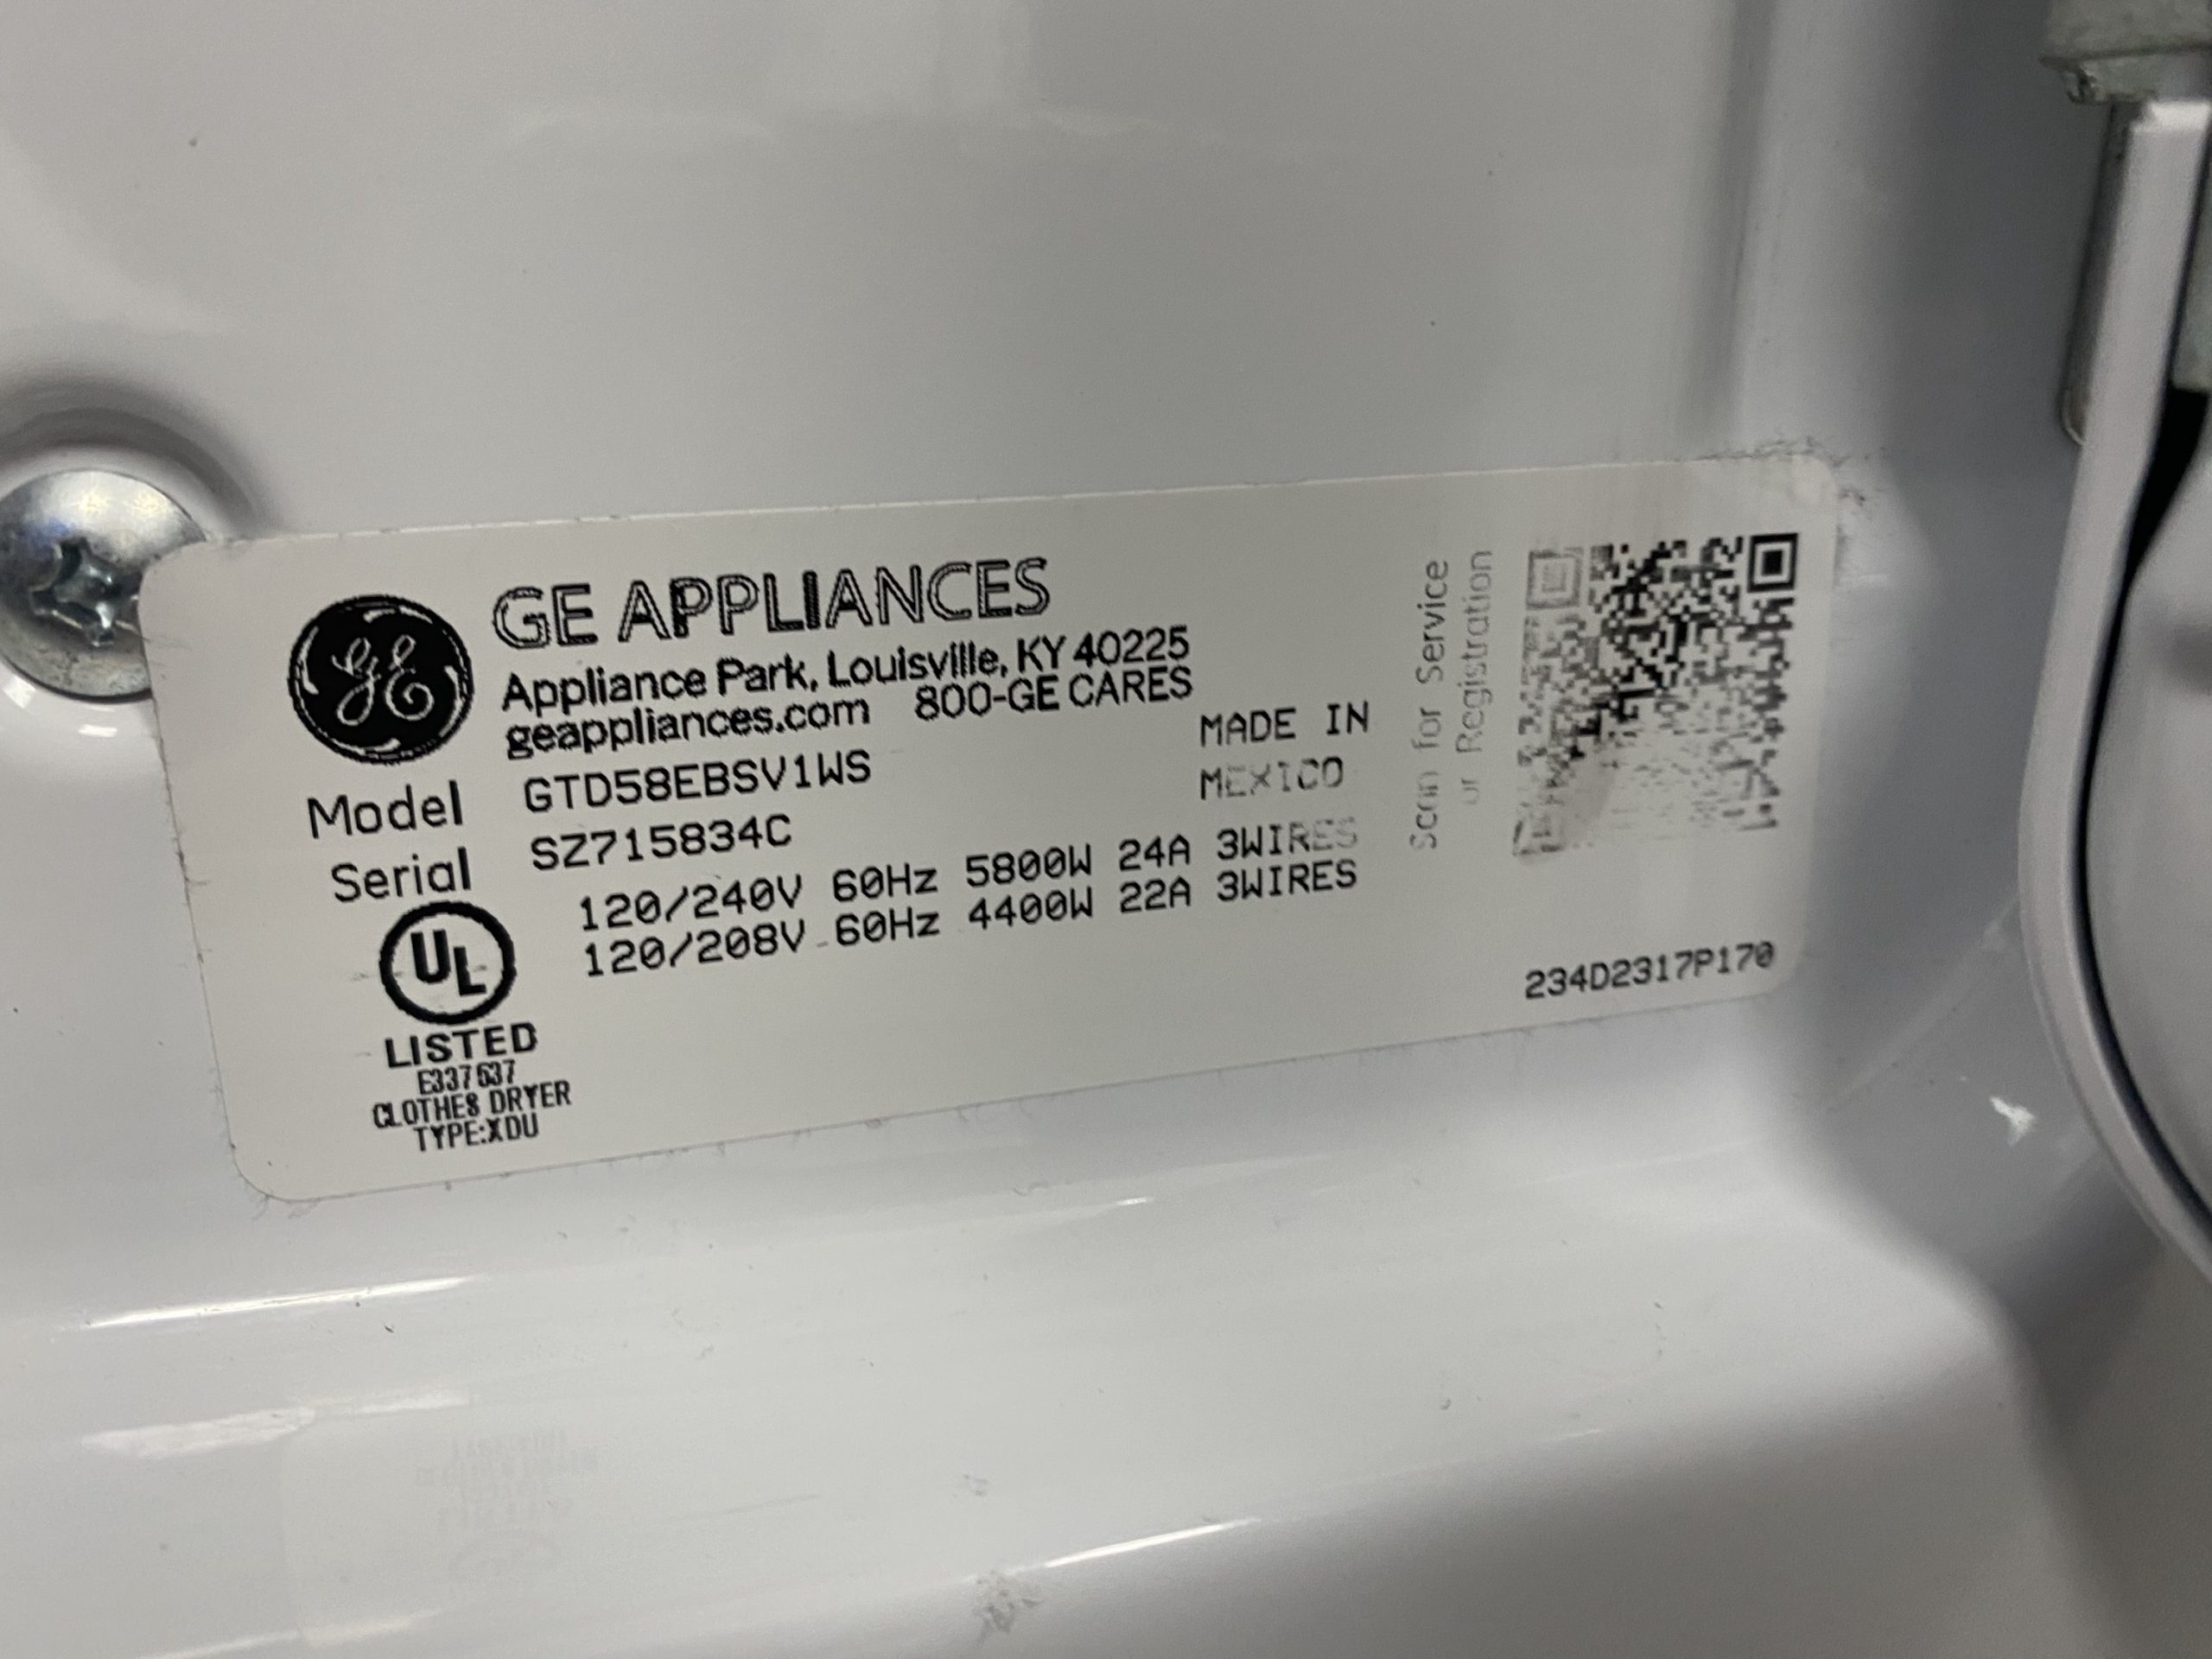 GE APPLIANCES
Appliance Park, Louisville, KY 40225
geappliances.com 800-GE CARES
MADE IN
MEXICO
Model GTD58EBSV1WS
Serial SZ715834C
120/240V 60Hz 5800W 24A 3WIRES
120/208V 60Hz 4400W 22A 3WIRES
UL
LISTED
E337637
CLOTHES DRYER
TYPE:XDU
Scan for Service
or Registration
234D2317P170